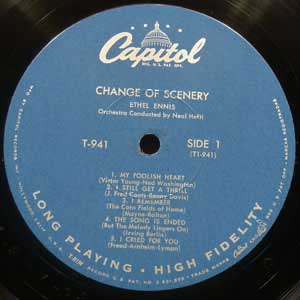 Capitol
REG. U.S. PAT. OFF.
CHANGE OF SCENERY
ETHEL ENNIS
Orchestra Conducted by Neal Hefti
T-941
SIDE 1
(T1-941)
1. MY FOOLISH HEART
(Victor Young-Ned Washington)
2. I STILL GET A THRILL
(J. Fred Coots-Benny Davis)
3. I REMEMBER
(The Corn Fields of Home)
(Mayne-Rolton)
4. THE SONG IS ENDED
(But The Melody Lingers On)
(Irving Berlin)
5. I CRIED FOR YOU
(Freed-Arnheim-Lyman)
LONG PLAYING • HIGH FIDELITY